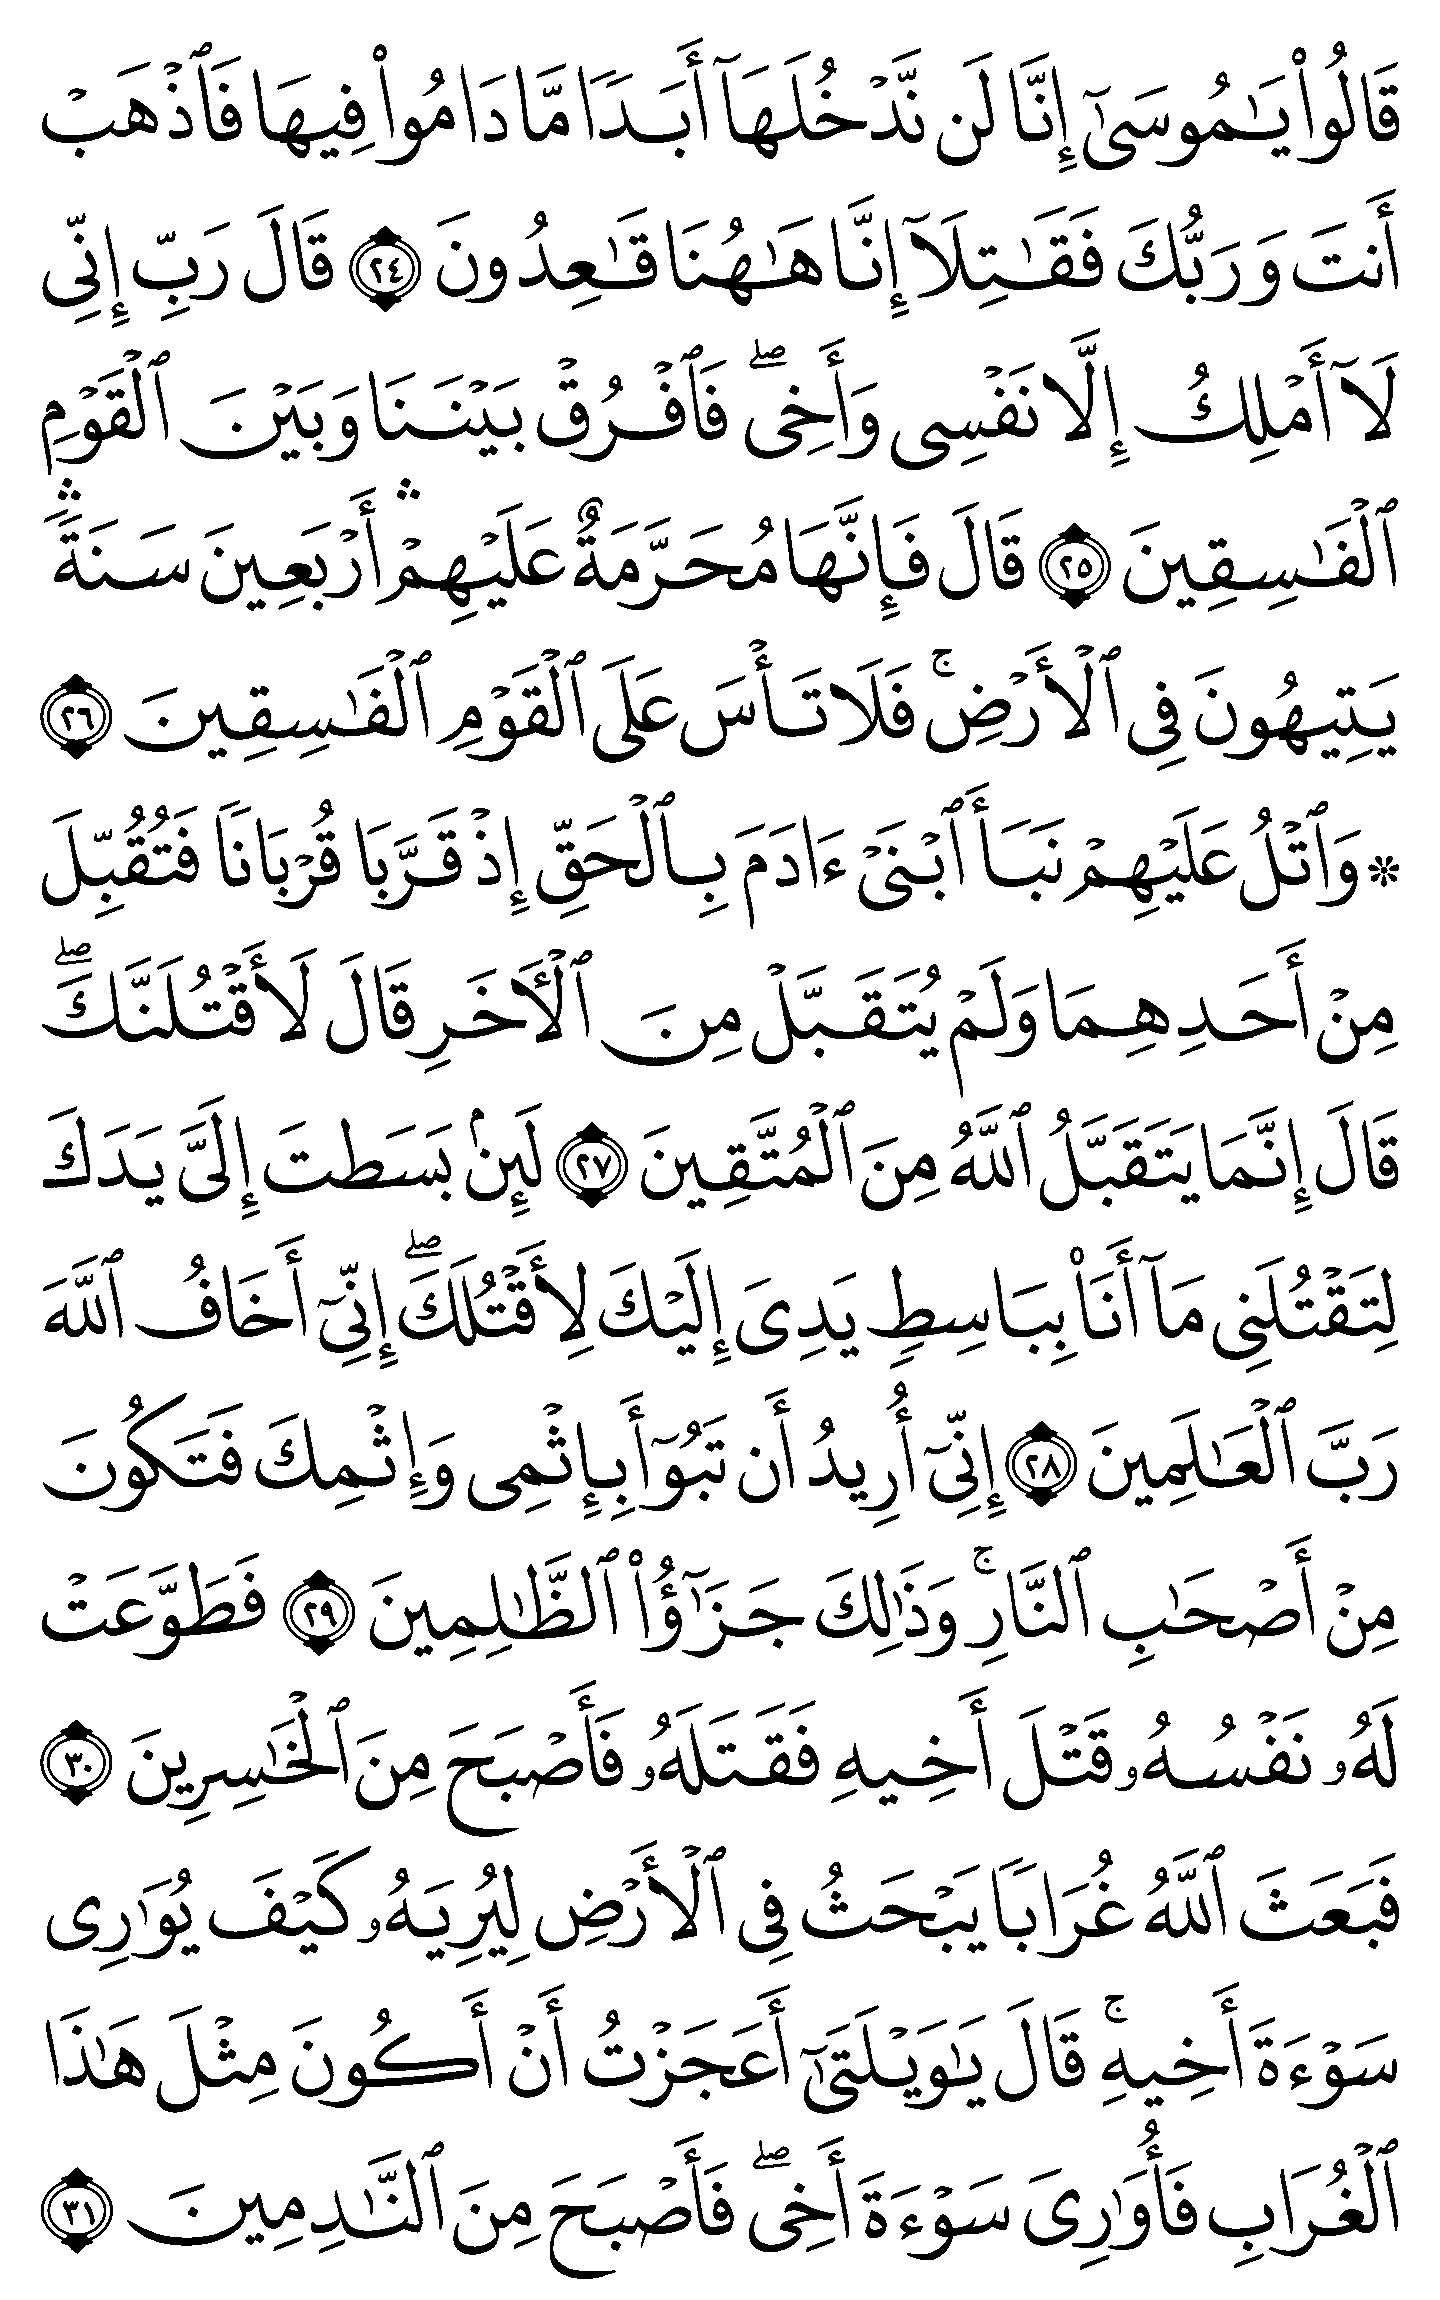 قَالُوا۟ يَـٰمُوسَىٰٓ إِنَّا لَن نَّدْخُلَهَآ أَبَدًا مَّا دَامُوا۟ فِيهَا فَٱذْهَبْ
أَنتَ وَرَبُّكَ فَقَـٰتِلَآ إِنَّا هَـٰهُنَا قَـٰعِدُونَ ٢٤ قَالَ رَبِّ إِنِّى
لَآ أَمْلِكُ إِلَّا نَفْسِى وَأَخِى ۖ فَٱفْرُقْ بَيْنَنَا وَبَيْنَ ٱلْقَوْمِ
ٱلْفَـٰسِقِينَ ٢٥ قَالَ فَإِنَّهَا مُحَرَّمَةٌ عَلَيْهِمْ ۛ أَرْبَعِينَ سَنَةً ۛ
يَتِيهُونَ فِى ٱلْأَرْضِ ۚ فَلَا تَأْسَ عَلَى ٱلْقَوْمِ ٱلْفَـٰسِقِينَ ٢٦
۞ وَٱتْلُ عَلَيْهِمْ نَبَأَ ٱبْنَىْ ءَادَمَ بِٱلْحَقِّ إِذْ قَرَّبَا قُرْبَانًا فَتُقُبِّلَ
مِنْ أَحَدِهِمَا وَلَمْ يُتَقَبَّلْ مِنَ ٱلْـَٔاخَرِ قَالَ لَأَقْتُلَنَّكَ ۖ
قَالَ إِنَّمَا يَتَقَبَّلُ ٱللَّهُ مِنَ ٱلْمُتَّقِينَ ٢٧ لَئِنۢ بَسَطتَ إِلَىَّ يَدَكَ
لِتَقْتُلَنِى مَآ أَنَا۠ بِبَاسِطٍ يَدِىَ إِلَيْكَ لِأَقْتُلَكَ ۖ إِنِّىٓ أَخَافُ ٱللَّهَ
رَبَّ ٱلْعَـٰلَمِينَ ٢٨ إِنِّىٓ أُرِيدُ أَن تَبُوٓأَ بِإِثْمِى وَإِثْمِكَ فَتَكُونَ
مِنْ أَصْحَـٰبِ ٱلنَّارِ ۚ وَذَٰلِكَ جَزَٰٓؤُا۟ ٱلظَّـٰلِمِينَ ٢٩ فَطَوَّعَتْ
لَهُۥ نَفْسُهُۥ قَتْلَ أَخِيهِ فَقَتَلَهُۥ فَأَصْبَحَ مِنَ ٱلْخَـٰسِرِينَ ٣٠
فَبَعَثَ ٱللَّهُ غُرَابًا يَبْحَثُ فِى ٱلْأَرْضِ لِيُرِيَهُۥ كَيْفَ يُوَٰرِى
سَوْءَةَ أَخِيهِ ۚ قَالَ يَـٰوَيْلَتَىٰٓ أَعَجَزْتُ أَنْ أَكُونَ مِثْلَ هَـٰذَا
ٱلْغُرَابِ فَأُوَٰرِىَ سَوْءَةَ أَخِى ۖ فَأَصْبَحَ مِنَ ٱلنَّـٰدِمِينَ ٣١